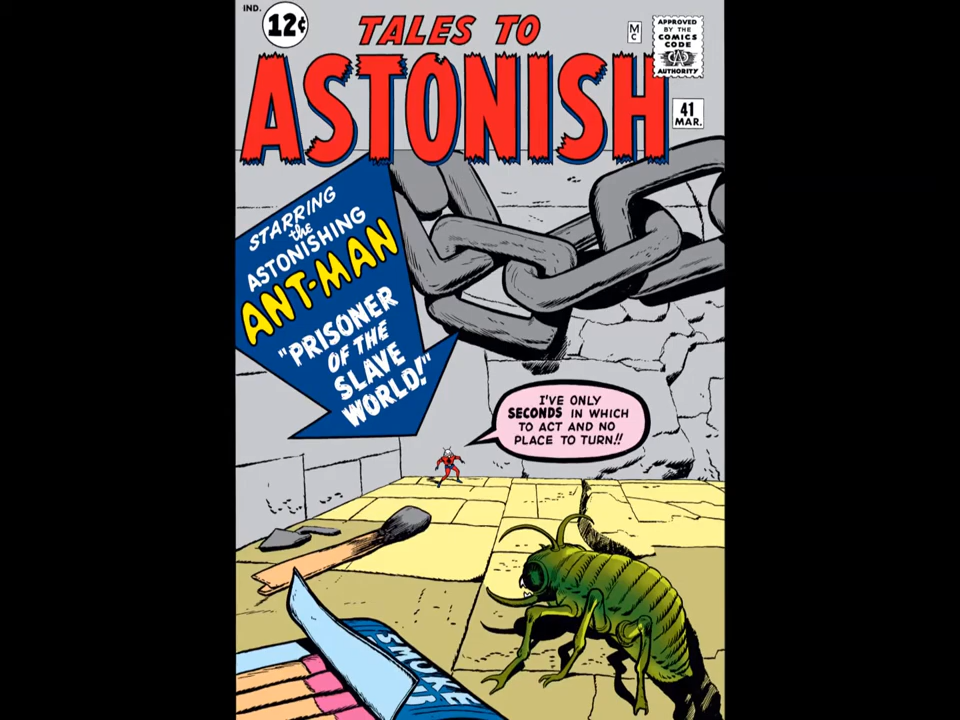 IND.
12¢
TALES TO
ASTONISH
M
C
APPROVED
BY THE
COMICS
CODE
CA
AUTHORITY
41
MAR.
STARRING
the
ASTONISHING
ANT-MAN
"PRISONER
OF THE
SLAVE
WORLD!"
I'VE ONLY
SECONDS IN WHICH
TO ACT AND NO
PLACE TO TURN!!
SMOKE